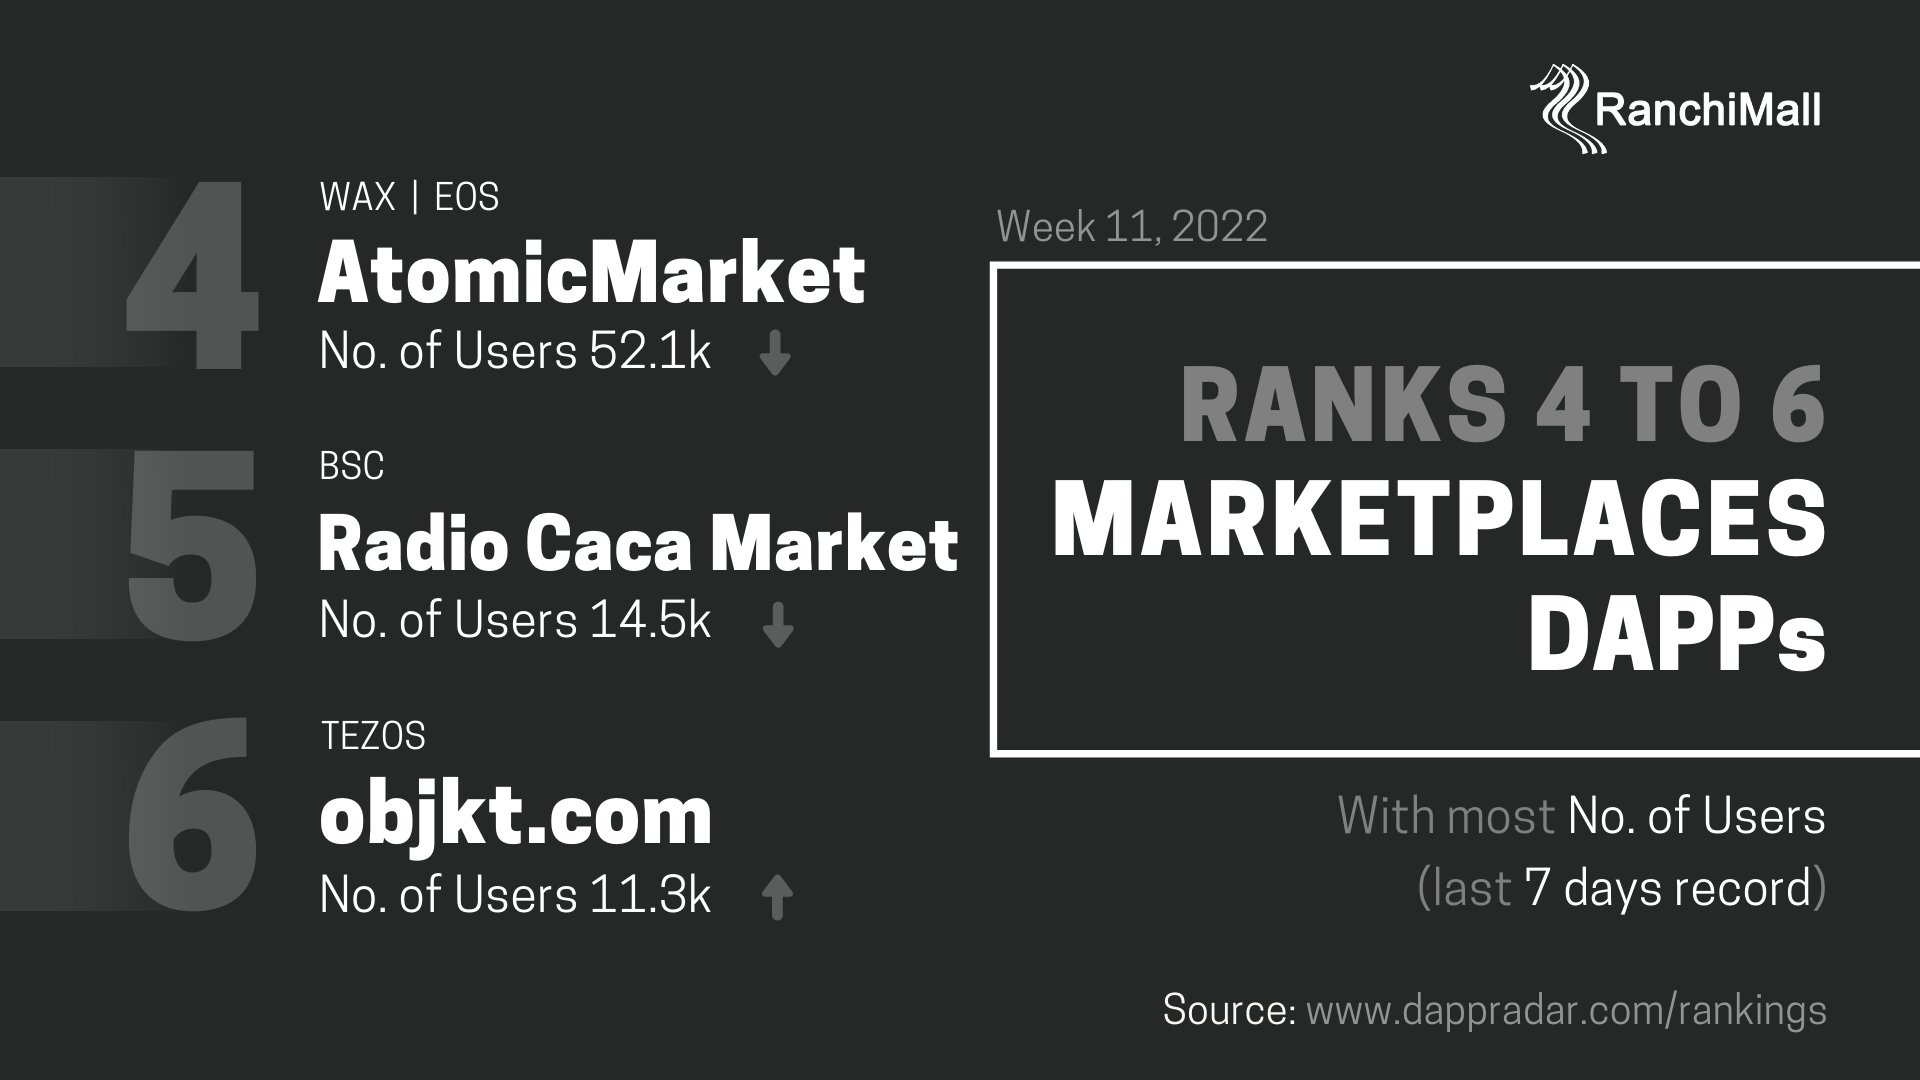 RanchiMall
4
WAX | EOS
AtomicMarket
No. of Users 52.1k
5
BSC
Radio Caca Market
No. of Users 14.5k
6
TEZOS
objkt.com
No. of Users 11.3k
Week 11, 2022
RANKS 4 TO 6
MARKETPLACES
DAPPs
With most No. of Users
(last 7 days record)
Source: www.dappradar.com/rankings